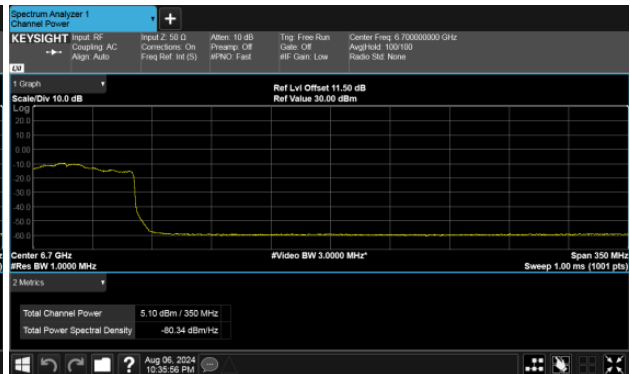 Spectrum Analyzer 1
Channel Power
+
KEYSIGHT
Input: RF
Coupling: AC
Align: Auto
Input Z: 50 Ω
Corrections: On
Freq Ref: Int (S)
Atten: 10 dB
Preamp: Off
#PNO: Fast
Trig: Free Run
Gate: Off
#IF Gain: Low
Center Freq: 6.700000000 GHz
Avg|Hold: 100/100
Radio Std: None
LXI
1 Graph
Ref Lvl Offset 11.50 dB
Scale/Div 10.0 dB
Ref Value 30.00 dBm
Log
20.0
10.0
0.00
-10.0
-20.0
-30.0
-40.0
-50.0
-60.0
Center 6.7 GHz
#Video BW 3.0000 MHz*
Span 350 MHz
#Res BW 1.0000 MHz
Sweep 1.00 ms (1001 pts)
2 Metrics
Total Channel Power 5.10 dBm / 350 MHz
Total Power Spectral Density -80.34 dBm/Hz
?
Aug 06, 2024
10:35:56 PM